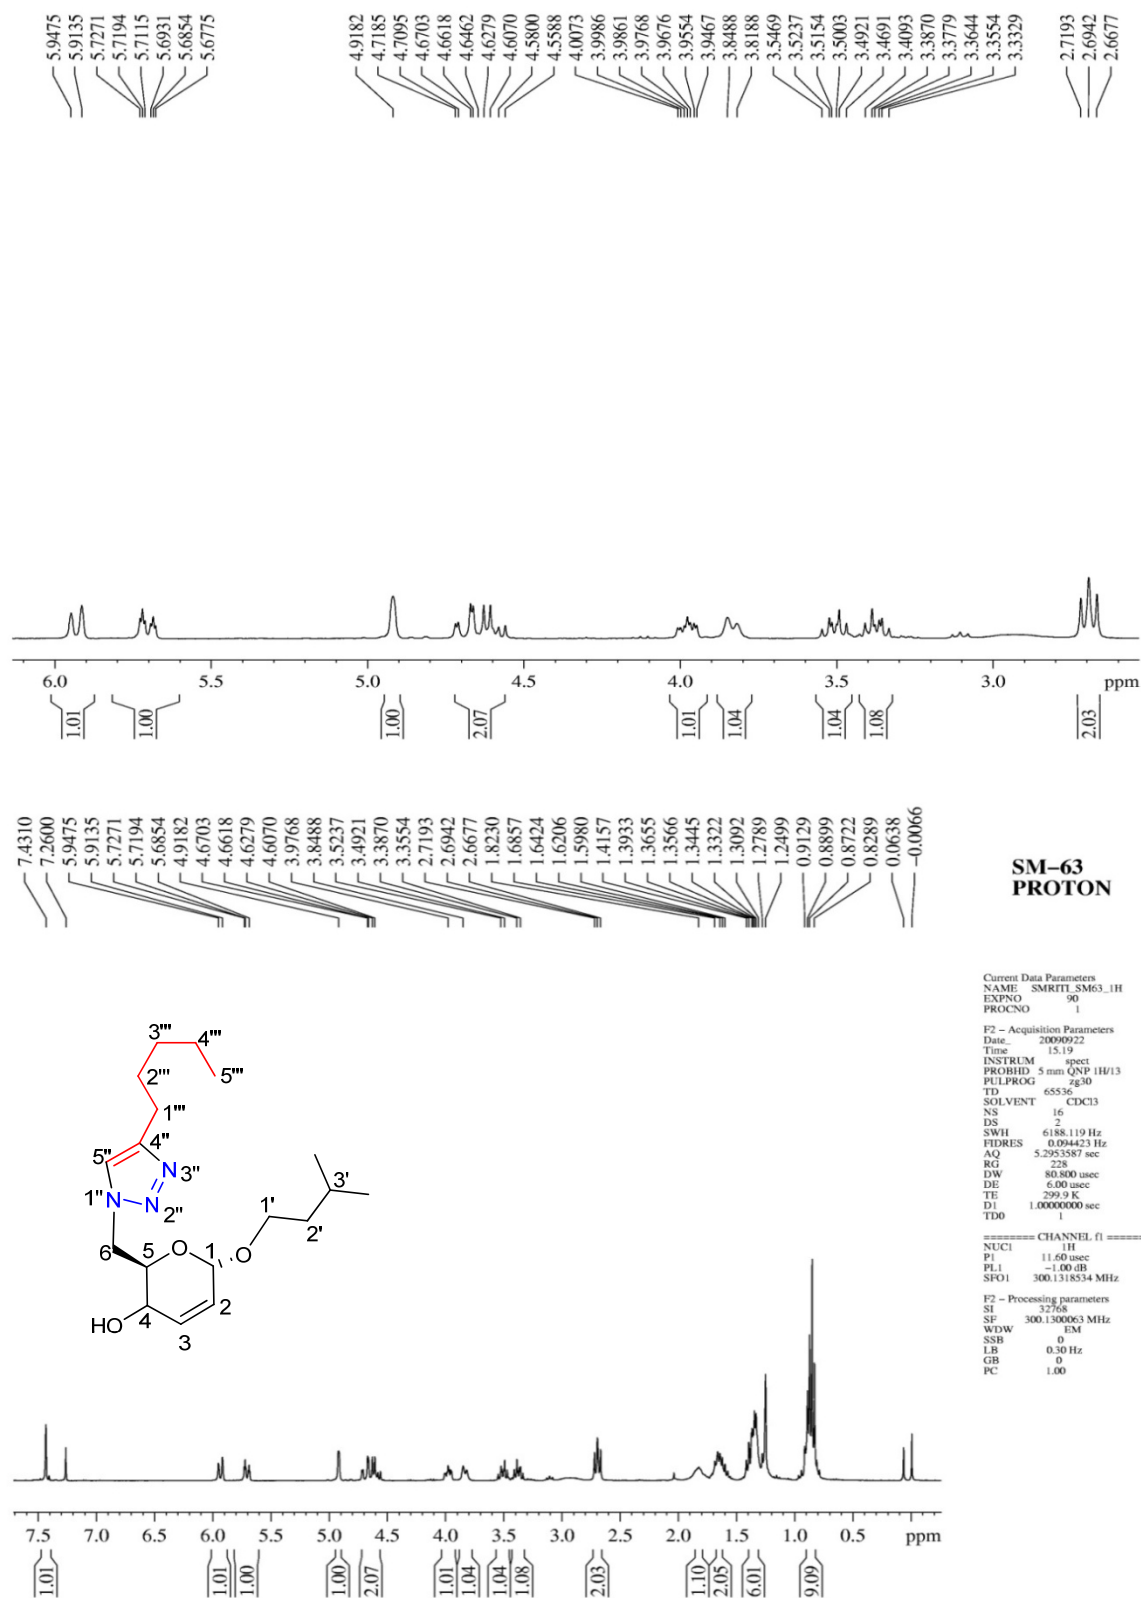 5.9475
5.9135
5.7271
5.7194
5.7115
5.6931
5.6854
5.6775
4.9182
4.7185
4.7095
4.6703
4.6618
4.6462
4.6279
4.6070
4.5800
4.5588
4.0073
3.9986
3.9861
3.9768
3.9676
3.9554
3.9467
3.8488
3.8188
3.5469
3.5237
3.5154
3.5003
3.4921
3.4691
3.4093
3.3870
3.3779
3.3644
3.3554
3.3329
2.7193
2.6942
2.6677
6.0 5.5 5.0 4.5 4.0 3.5 3.0 ppm
1.01 1.00 1.00 2.07 1.01 1.04 1.04 1.08 2.03
7.4310
7.2600
5.9475
5.9135
5.7271
5.7194
5.6854
4.9182
4.6703
4.6618
4.6279
4.6070
3.9768
3.8488
3.5237
3.4921
3.3870
3.3554
2.7193
2.6942
2.6677
1.8230
1.6857
1.6424
1.6206
1.5980
1.4157
1.3933
1.3655
1.3566
1.3445
1.3322
1.3092
1.2789
1.2499
0.9129
0.8899
0.8722
0.8289
0.0638
-0.0066
SM-63
PROTON
Current Data Parameters
NAME SMRITI_SM63_1H
EXPNO 90
PROCNO 1
F2 - Acquisition Parameters
Date_ 20090922
Time 15.19
INSTRUM spect
PROBHD 5 mm QNP 1H/13
PULPROG zg30
TD 65536
SOLVENT CDCl3
NS 16
DS 2
SWH 6188.119 Hz
FIDRES 0.094423 Hz
AQ 5.2953587 sec
RG 228
DW 80.800 usec
DE 6.00 usec
TE 299.9 K
D1 1.00000000 sec
TD0 1
======== CHANNEL f1 ======
NUC1 1H
P1 11.60 usec
PL1 -1.00 dB
SFO1 300.1318534 MHz
F2 - Processing parameters
SI 32768
SF 300.1300063 MHz
WDW EM
SSB 0
LB 0.30 Hz
GB 0
PC 1.00
3''' 4'''
5'''
2'''
1'''
4''
5'' N 3''
1'' N N 2''
6 5 O 1 O 1' 2' 3'
HO 4 3 2
7.5 7.0 6.5 6.0 5.5 5.0 4.5 4.0 3.5 3.0 2.5 2.0 1.5 1.0 0.5 ppm
1.01 1.01 1.00 1.00 2.07 1.01 1.04 1.04 1.08 2.03 1.10 2.05 6.01 9.09